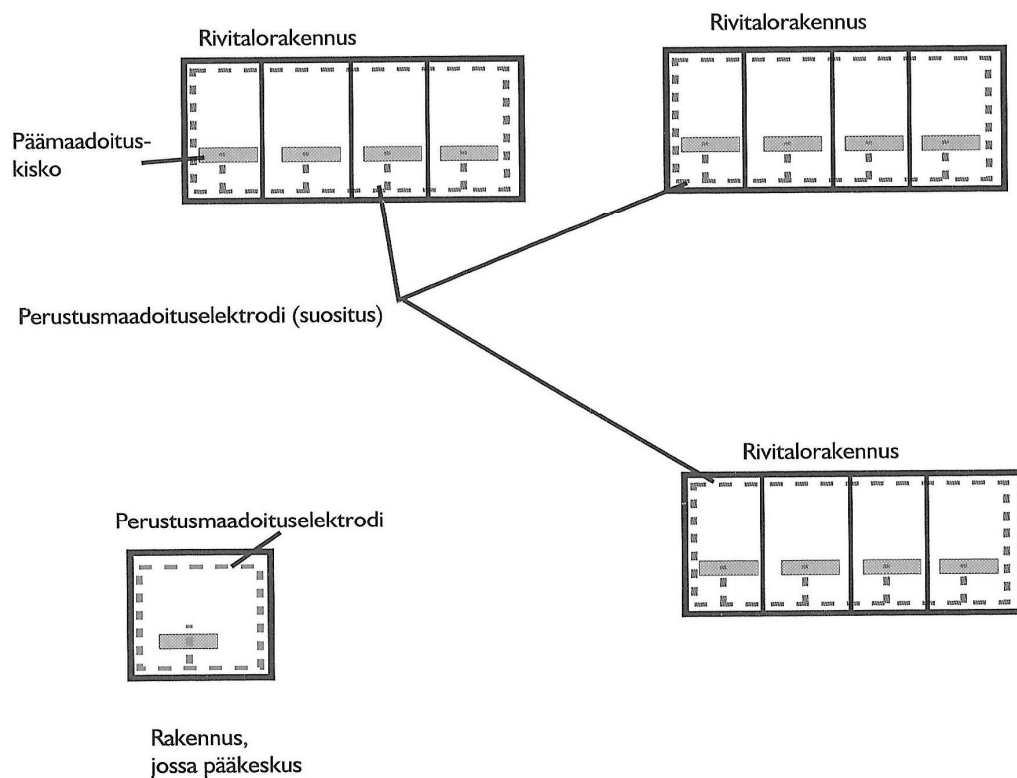 Rivitalorakennus
Rivitalorakennus
Päämaadoitus-
kisko
Perustusmaadoituselektrodi (suositus)
Rivitalorakennus
Perustusmaadoituselektrodi
Rakennus,
jossa pääkeskus